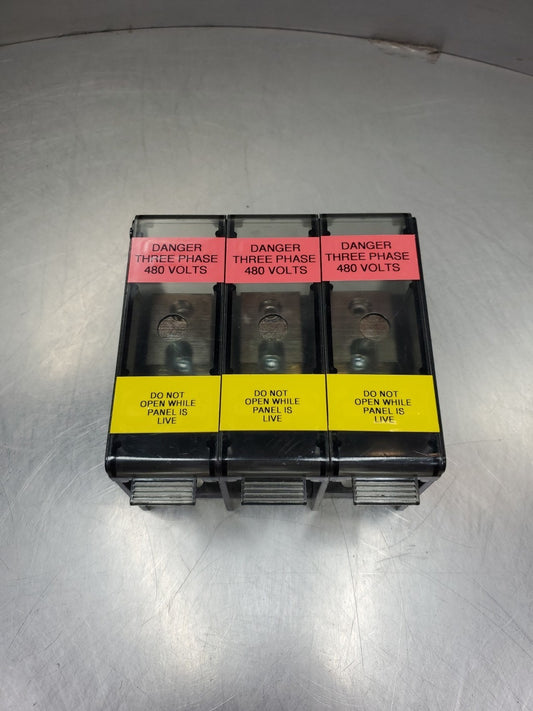 DANGER
THREE PHASE
480 VOLTS
DANGER
THREE PHASE
480 VOLTS
DANGER
THREE PHASE
480 VOLTS
DO NOT
OPEN WHILE
PANEL IS
LIVE
DO NOT
OPEN WHILE
PANEL IS
LIVE
DO NOT
OPEN WHILE
PANEL IS
LIVE